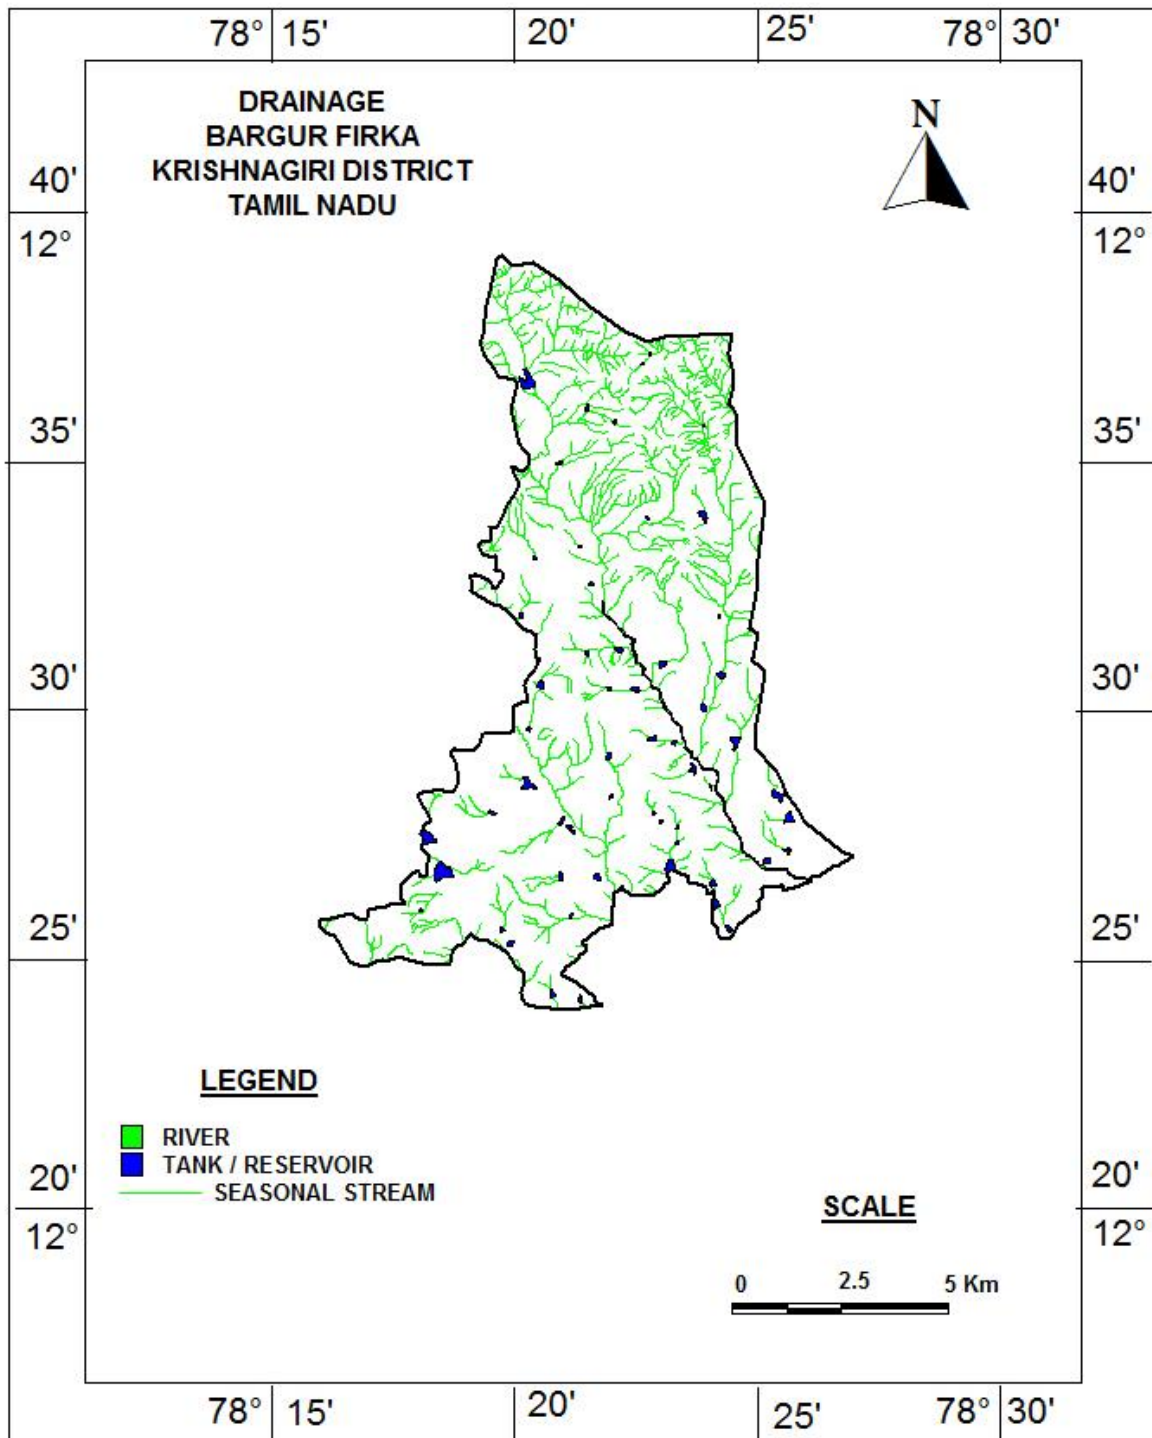 78° 15' 20' 25' 78° 30'
DRAINAGE
BARGUR FIRKA
KRISHNAGIRI DISTRICT
TAMIL NADU
N
40' 40'
12° 12°
35' 35'
30' 30'
25' 25'
LEGEND
RIVER
TANK / RESERVOIR
SEASONAL STREAM
20' 20'
12° 12°
SCALE
0 2.5 5 Km
78° 15' 20' 25' 78° 30'